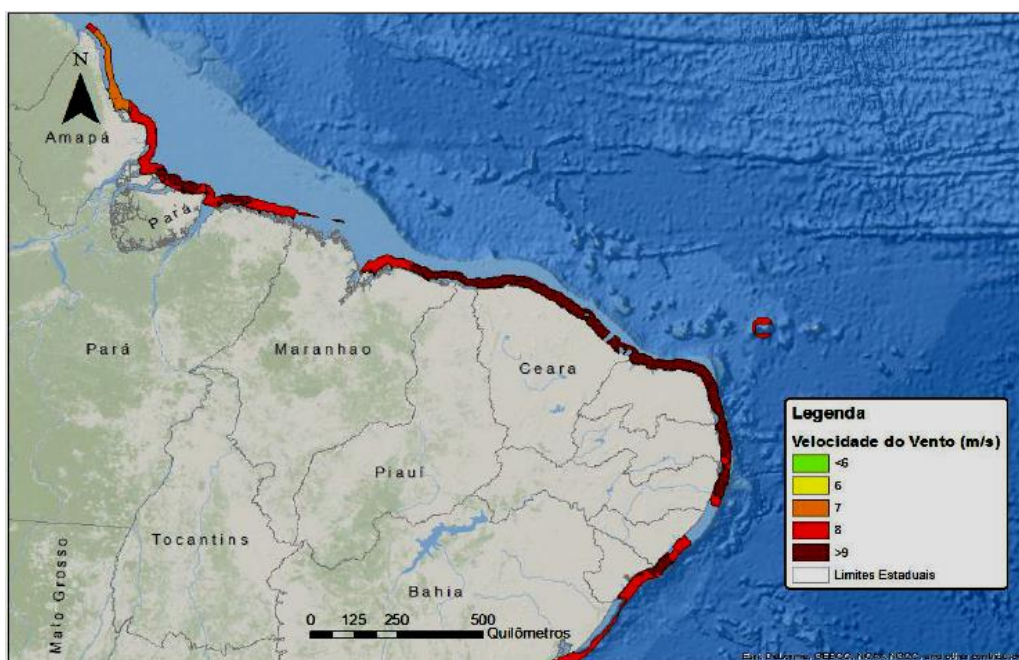 N
Amapá
Pará
Pará
Maranhao
Ceara
Piauí
Tocantins
Bahia
Mato Grosso
0 125 250 500
Quilômetros
Legenda
Velocidade do Vento (m/s)
<6
6
7
8
>9
Limites Estaduais